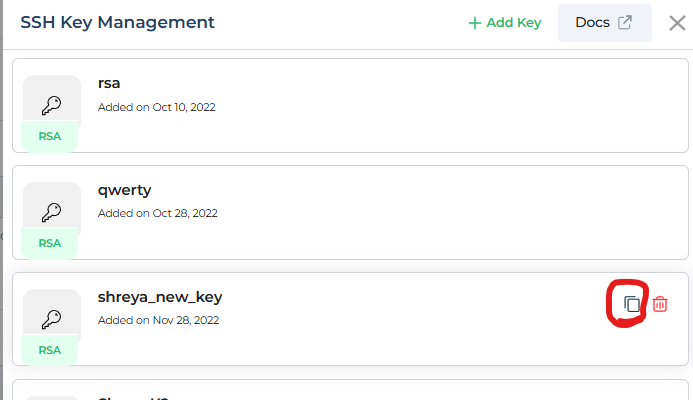 SSH Key Management
+ Add Key
Docs
rsa
Added on Oct 10, 2022
RSA
qwerty
Added on Oct 28, 2022
RSA
shreya_new_key
Added on Nov 28, 2022
RSA